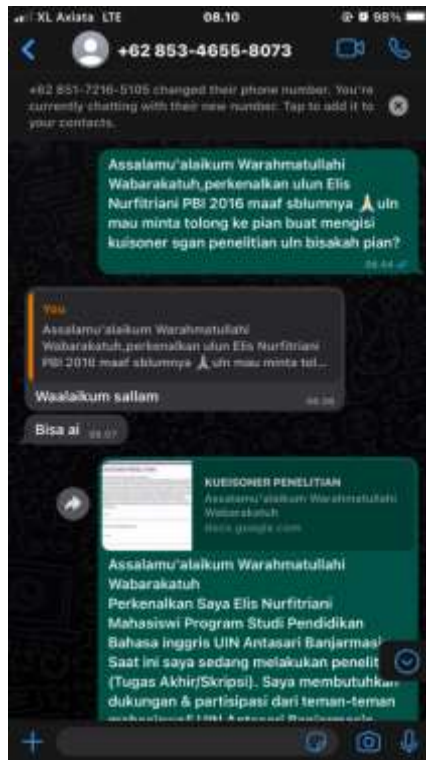 XL Axiata LTE 08.10 98%
+62 853-4655-8073
+62 851-7216-5105 changed their phone number. You're
currently chatting with their new number. Tap to add it to
your contacts.
Assalamu'alaikum Warahmatullahi
Wabarakatuh,perkenalkan ulun Elis
Nurfitriani PBI 2016 maaf sblumnya 🙏 uln
mau minta tolong ke pian buat mengisi
kuisoner sgan penelitian uln bisakah pian?
You
Assalamu'alaikum Warahmatullahi
Wabarakatuh,perkenalkan ulun Elis Nurfitriani
PBI 2016 maaf sblumnya 🙏 uln mau minta tol...
Waalaikum sallam
Bisa ai
KUEISONER PENELITIAN
Assalamu'alaikum Warahmatullahi
Wabarakatuh
docs.google.com
Assalamu'alaikum Warahmatullahi
Wabarakatuh
Perkenalkan Saya Elis Nurfitriani
Mahasiswi Program Studi Pendidikan
Bahasa inggris UIN Antasari Banjarmasi
Saat ini saya sedang melakukan penelit
(Tugas Akhir/Skripsi). Saya membutuhkan
dukungan & partisipasi dari teman-teman